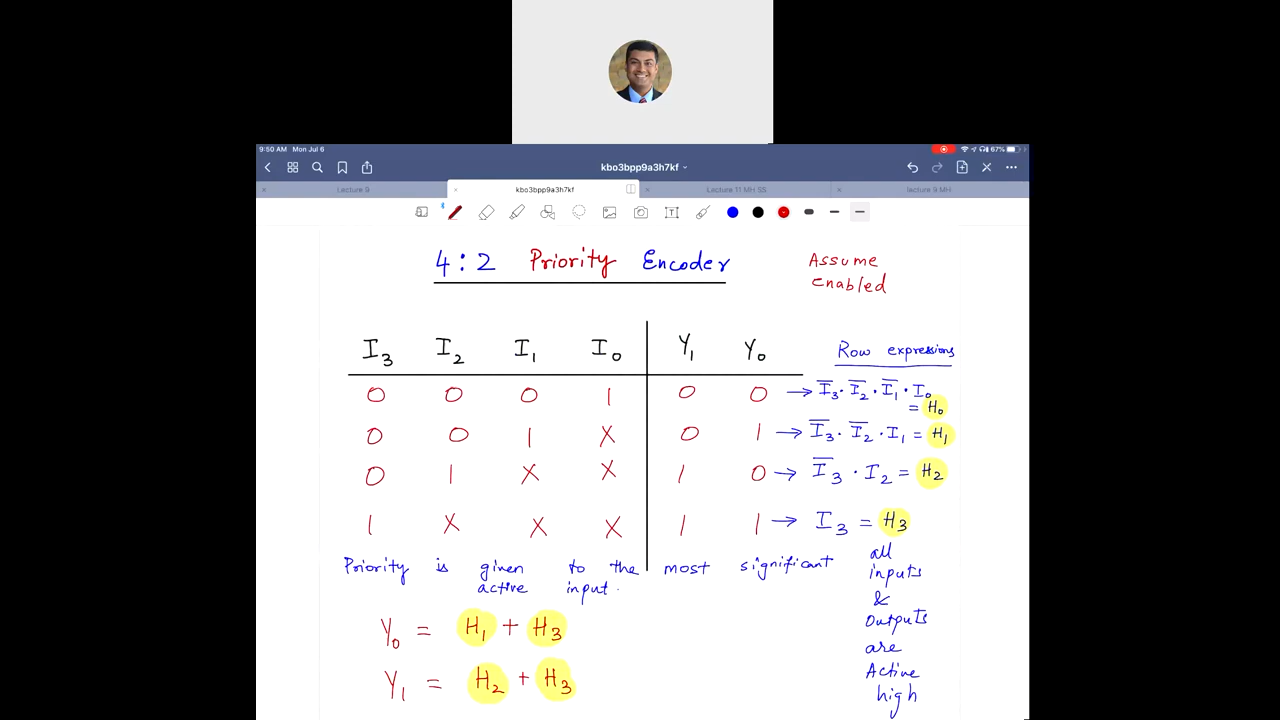 9:50 AM Mon Jul 6
67%
kbo3bpp9a3h7kf
Lecture 9
kbo3bpp9a3h7kf
Lecture 11 MH SS
lecture 9 MH
4 : 2 Priority Encoder
Assume
enabled
I₃ I₂ I₁ I₀ Y₁ Y₀
Row expressions
0 0 0 1 0 0 → I̅₃ · I̅₂ · I̅₁ · I₀
= H₀
0 0 1 X 0 1 → I̅₃ · I̅₂ · I₁ = H₁
0 1 X X 1 0 → I̅₃ · I₂ = H₂
1 X X X 1 1 → I₃ = H₃
Priority is given to the most significant
active input.
Y₀ = H₁ + H₃
Y₁ = H₂ + H₃
all
inputs
&
Outputs
are
Active
high